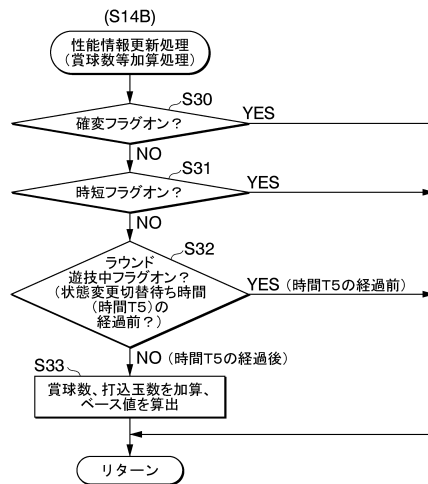 (S14B)
性能情報更新処理
(賞球数等加算処理)
S30
確変フラグオン?
YES
NO
S31
時短フラグオン?
YES
NO
S32
ラウンド
遊技中フラグオン?
(状態変更切替待ち時間
(時間T5)の
経過前?)
YES (時間T5の経過前)
NO (時間T5の経過後)
S33
賞球数、打込玉数を加算、
ベース値を算出
リターン